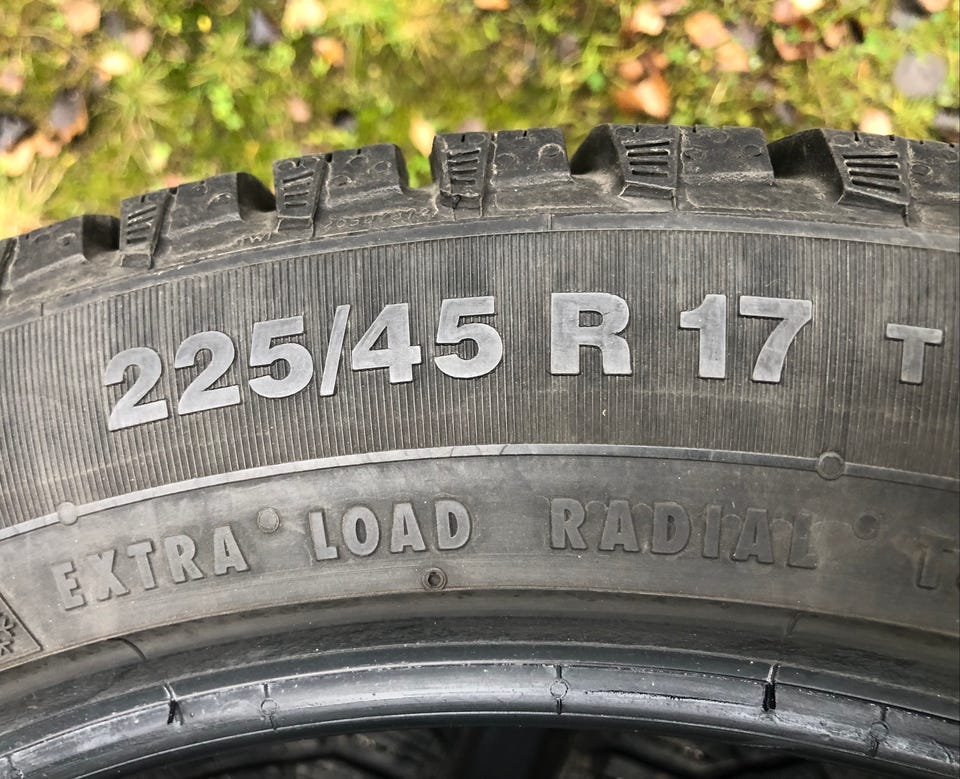 225/45 R 17 T
EXTRA LOAD RADIAL